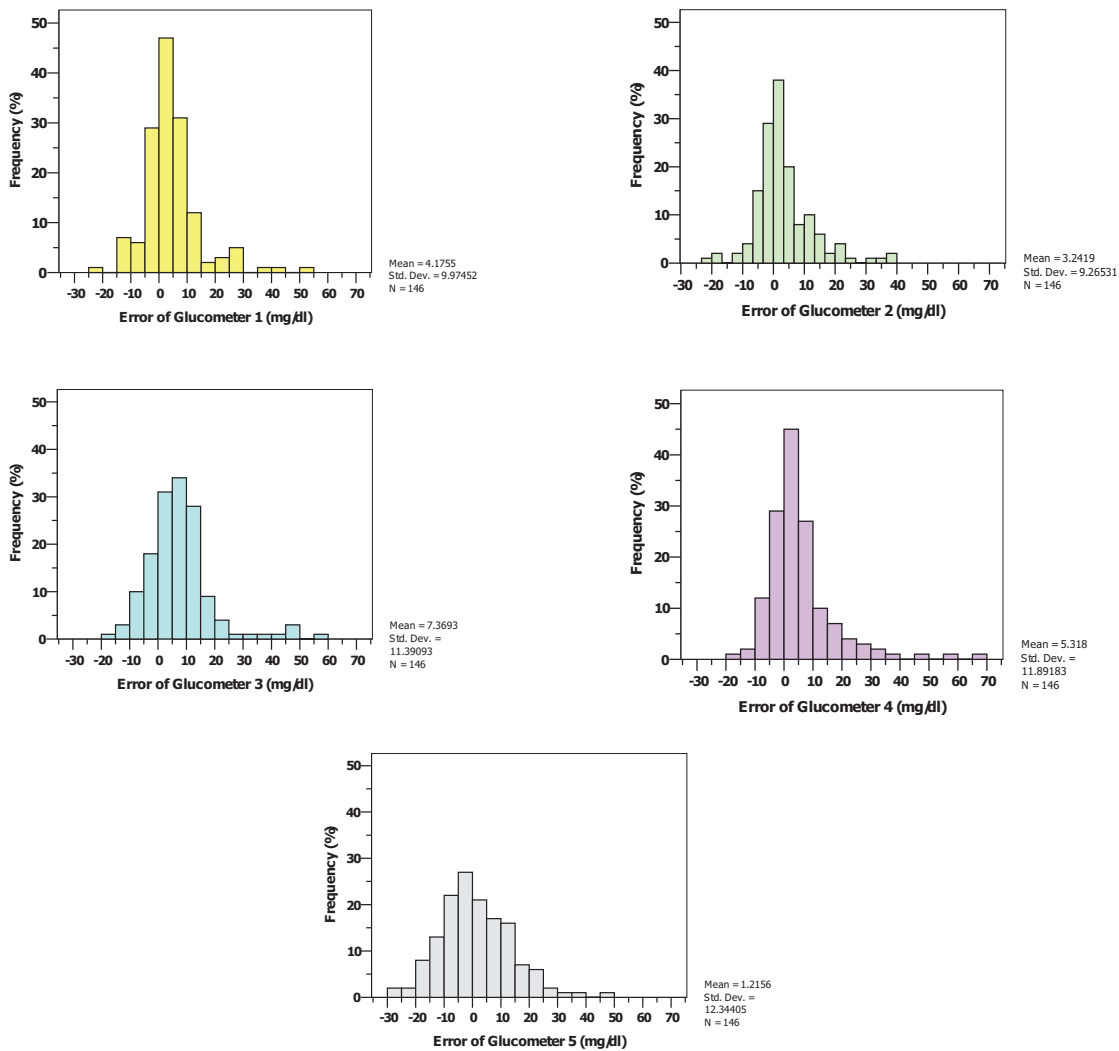 50
40
30
20
10
0
Frequency (%)
-30 -20 -10 0 10 20 30 40 50 60 70
Error of Glucometer 1 (mg/dl)
Mean = 4.1755
Std. Dev. = 9.97452
N = 146
50
40
30
20
10
0
Frequency (%)
-30 -20 -10 0 10 20 30 40 50 60 70
Error of Glucometer 2 (mg/dl)
Mean = 3.2419
Std. Dev. = 9.26531
N = 146
50
40
30
20
10
0
Frequency (%)
-30 -20 -10 0 10 20 30 40 50 60 70
Error of Glucometer 3 (mg/dl)
Mean = 7.3693
Std. Dev. =
11.39093
N = 146
50
40
30
20
10
0
Frequency (%)
-30 -20 -10 0 10 20 30 40 50 60 70
Error of Glucometer 4 (mg/dl)
Mean = 5.318
Std. Dev. =
11.89183
N = 146
50
40
30
20
10
0
Frequency (%)
-30 -20 -10 0 10 20 30 40 50 60 70
Error of Glucometer 5 (mg/dl)
Mean = 1.2156
Std. Dev. =
12.34405
N = 146